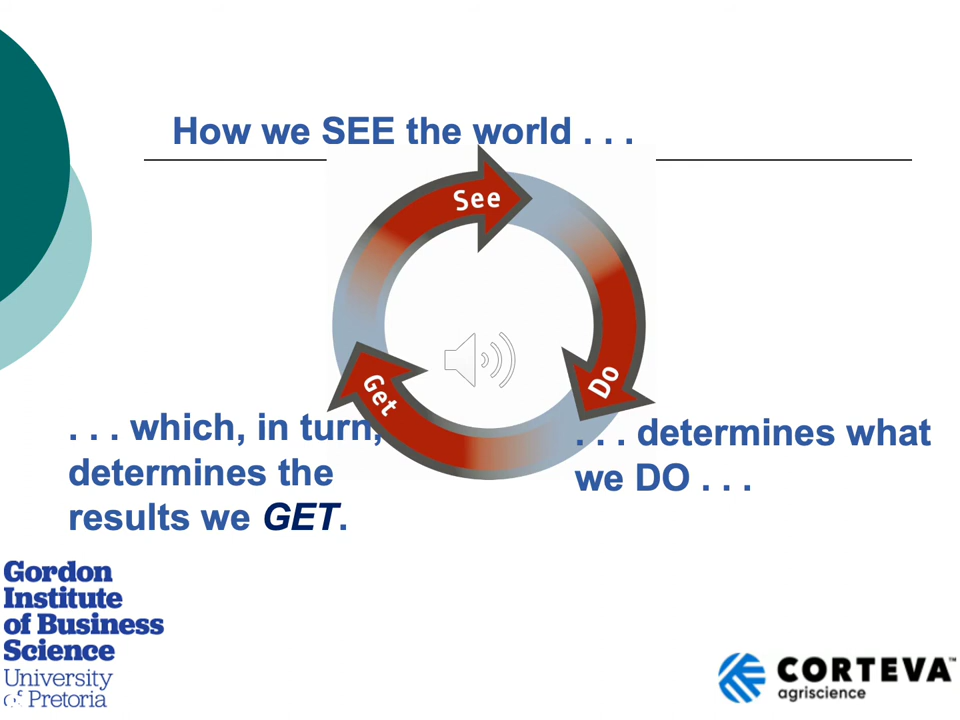 How we SEE the world . . .
See
Do
Get
. . . determines what
we DO . . .
. . . which, in turn,
determines the
results we GET.
Gordon
Institute
of Business
Science
University
of Pretoria
CORTEVA™
agriscience